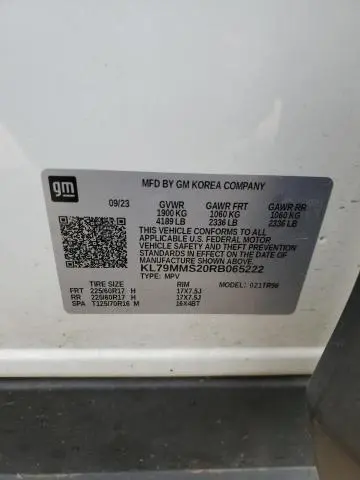 gm
MFD BY GM KOREA COMPANY
09/23 GVWR GAWR FRT GAWR RR
1900 KG 1060 KG 1060 KG
4189 LB 2336 LB 2336 LB
THIS VEHICLE CONFORMS TO ALL
APPLICABLE U.S. FEDERAL MOTOR
VEHICLE SAFETY AND THEFT PREVENTION
STANDARDS IN EFFECT ON THE DATE
OF MANUFACTURE SHOWN ABOVE.
KL79MMS20RB065222
TYPE: MPV
TIRE SIZE RIM MODEL: 021TR56
FRT 225/60R17 H 17X7.5J
RR 225/60R17 H 17X7.5J
SPA T125/70R16 M 16X4BT